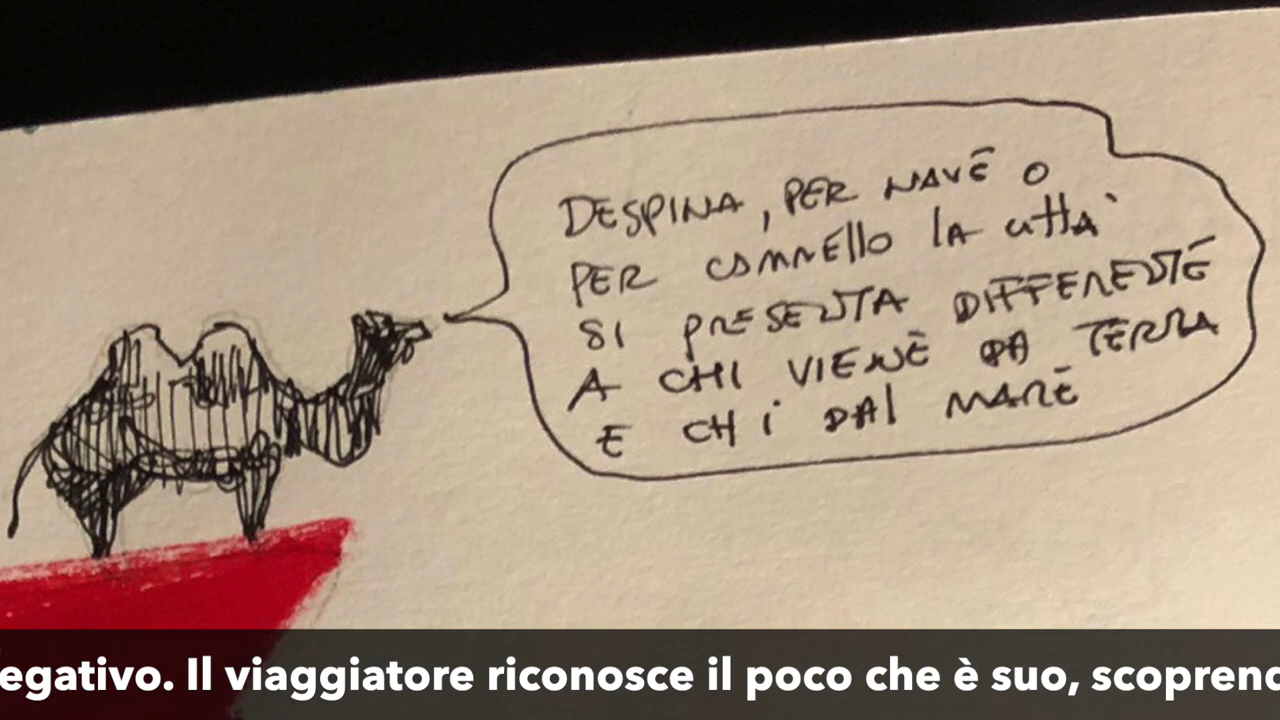 DESPINA, PER NAVE O
PER CAMMELLO LA CITTÀ
SI PRESENTA DIFFERENTE
A CHI VIENE DA TERRA
E CHI DAL MARE
egativo. Il viaggiatore riconosce il poco che è suo, scoprend